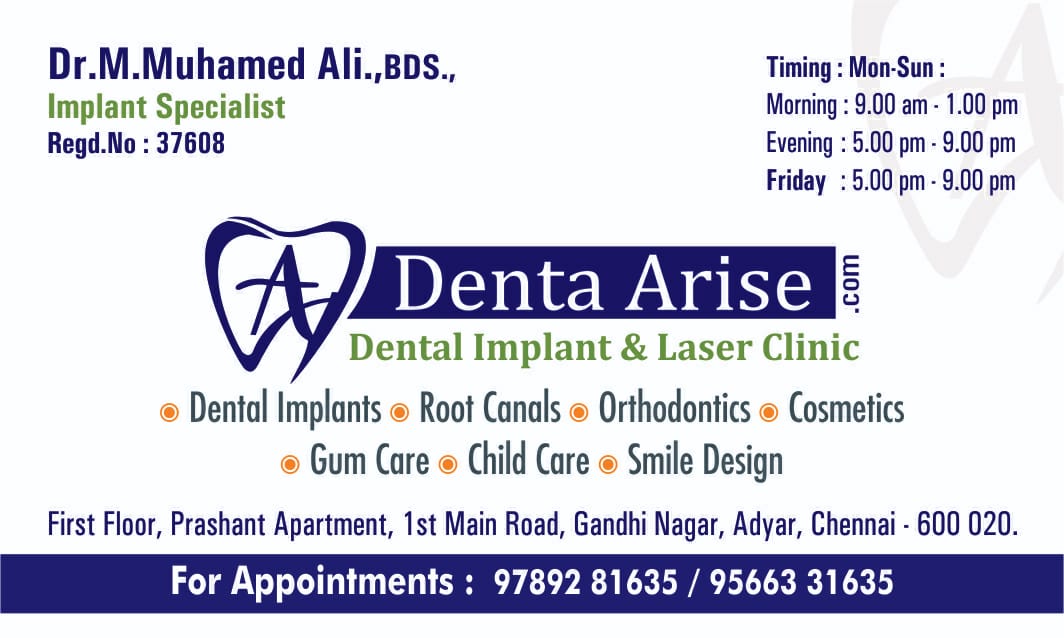 Dr.M.Muhamed Ali.,BDS.,
Implant Specialist
Regd.No : 37608
Timing : Mon-Sun :
Morning : 9.00 am - 1.00 pm
Evening : 5.00 pm - 9.00 pm
Friday : 5.00 pm - 9.00 pm
A Denta Arise .com
Dental Implant & Laser Clinic
◉ Dental Implants ◉ Root Canals ◉ Orthodontics ◉ Cosmetics
◉ Gum Care ◉ Child Care ◉ Smile Design
First Floor, Prashant Apartment, 1st Main Road, Gandhi Nagar, Adyar, Chennai - 600 020.
For Appointments : 97892 81635 / 95663 31635